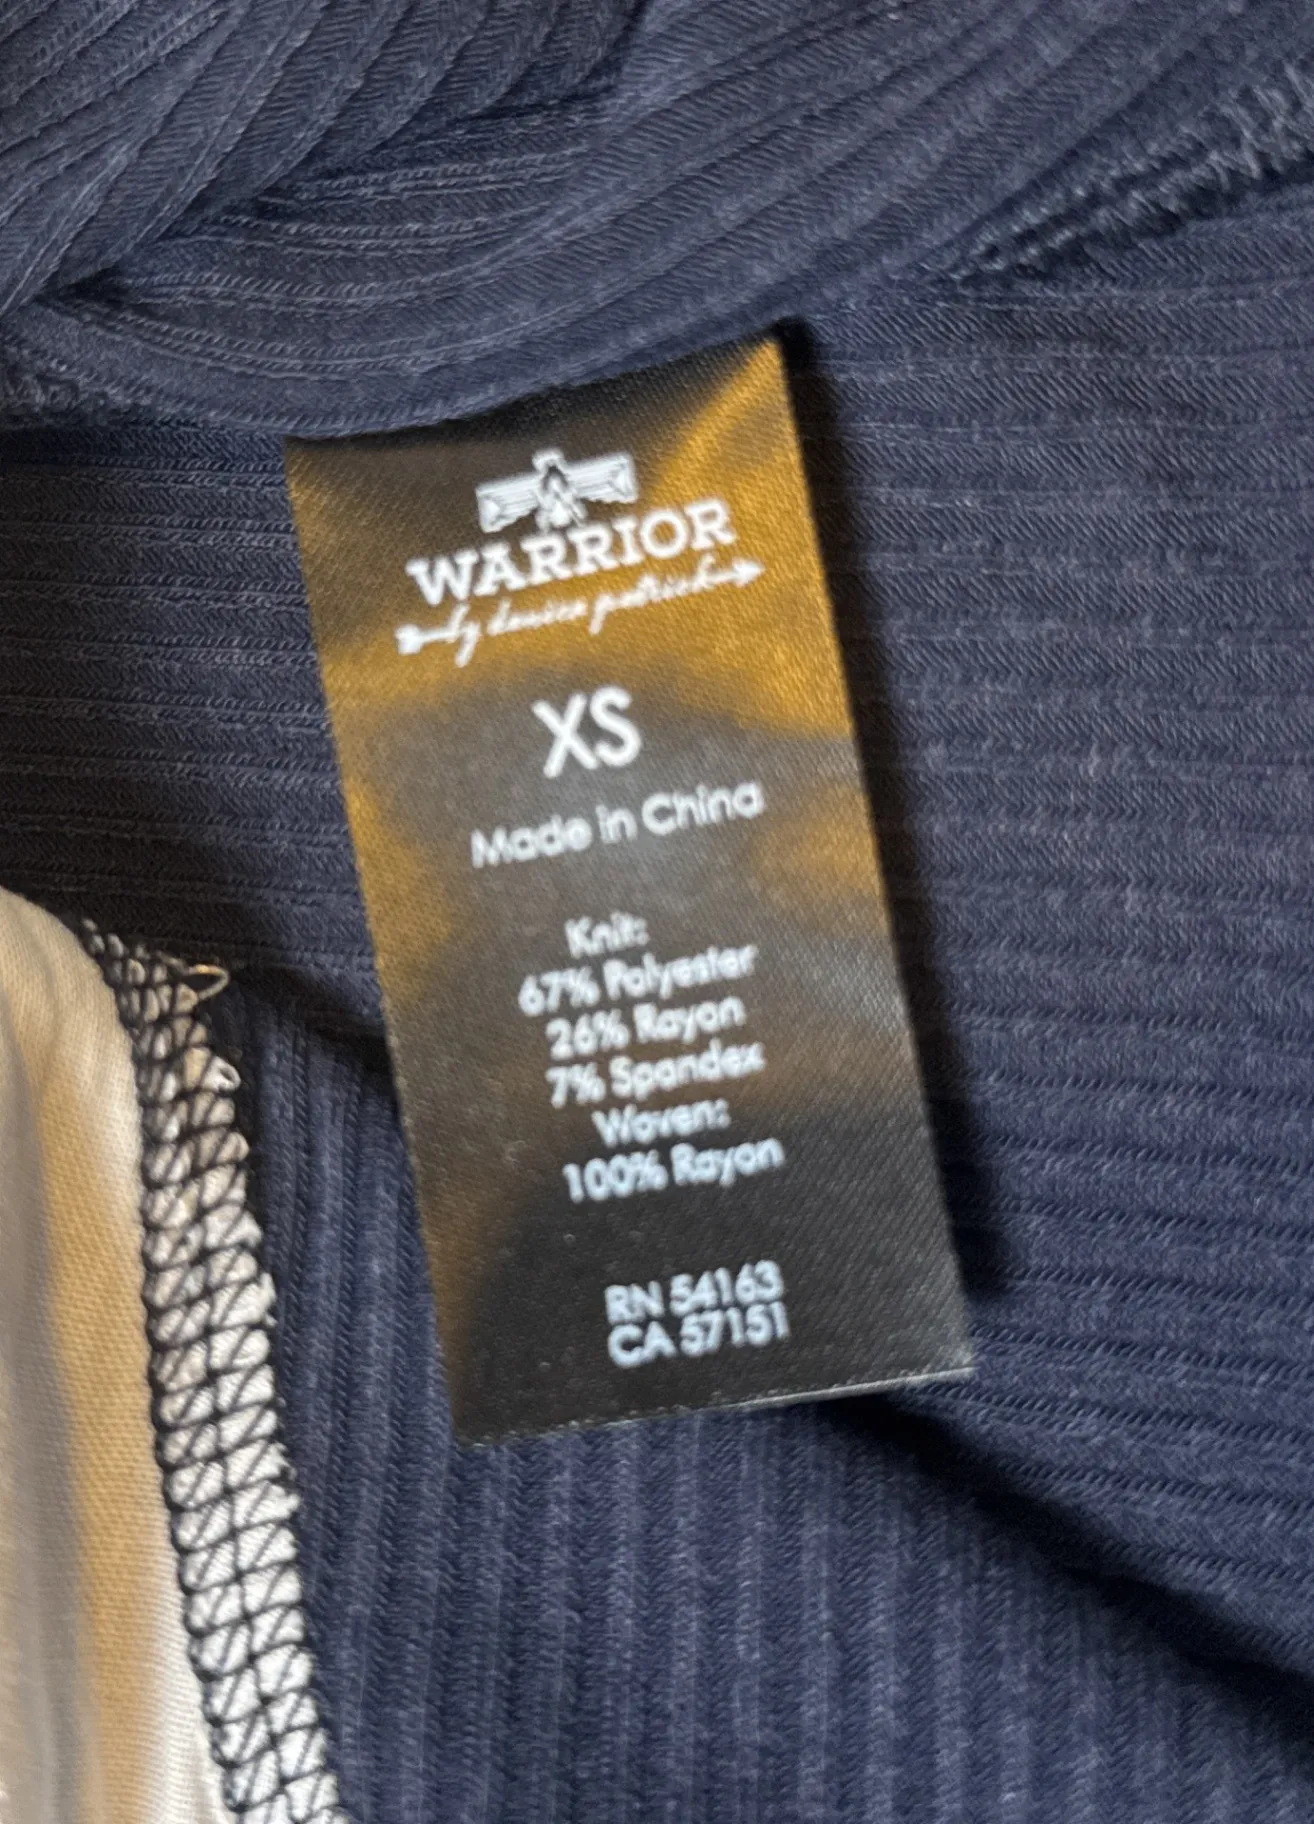 WARRIOR
by denise patrick
XS
Made in China
Knit:
67% Polyester
26% Rayon
7% Spandex
Woven:
100% Rayon
RN 54163
CA 57151